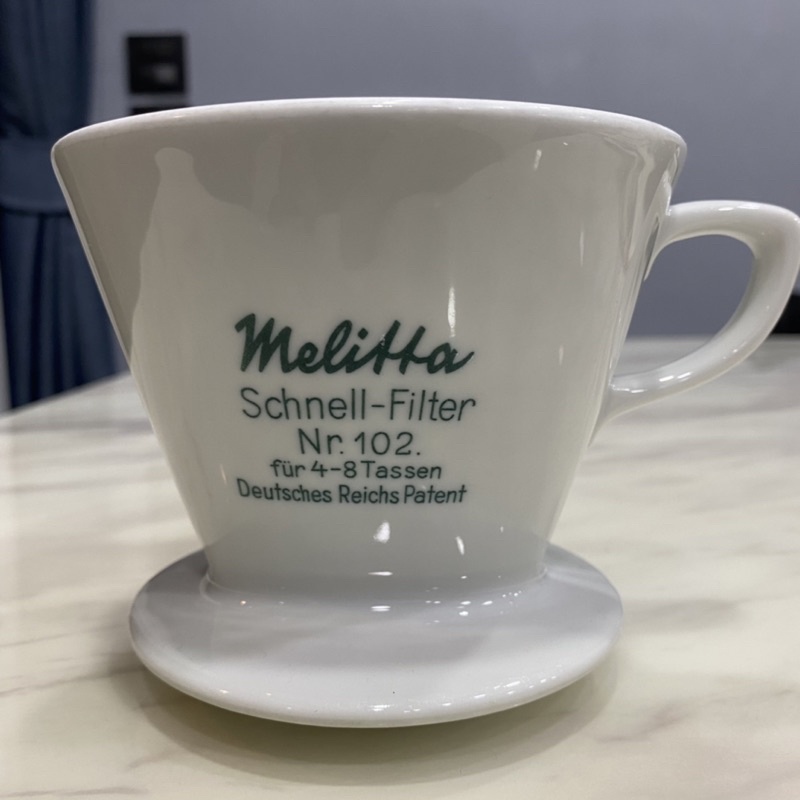 Melitta
Schnell-Filter
Nr. 102.
für 4-8 Tassen
Deutsches Reichs Patent